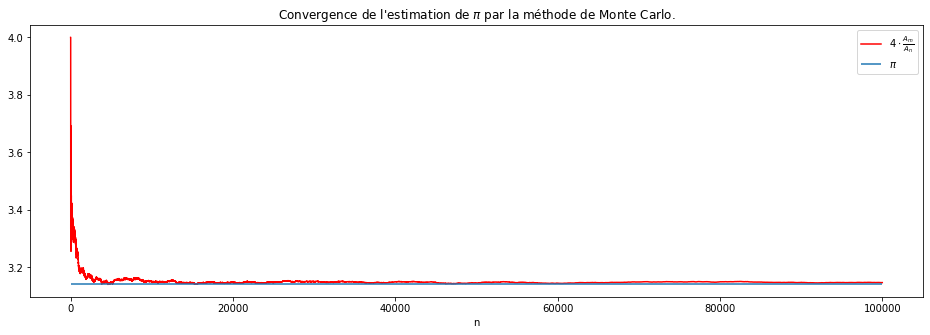 Convergence de l'estimation de π par la méthode de Monte Carlo.
4 · A_m/A_n
π
4.0
3.8
3.6
3.4
3.2
0 20000 40000 60000 80000 100000
n